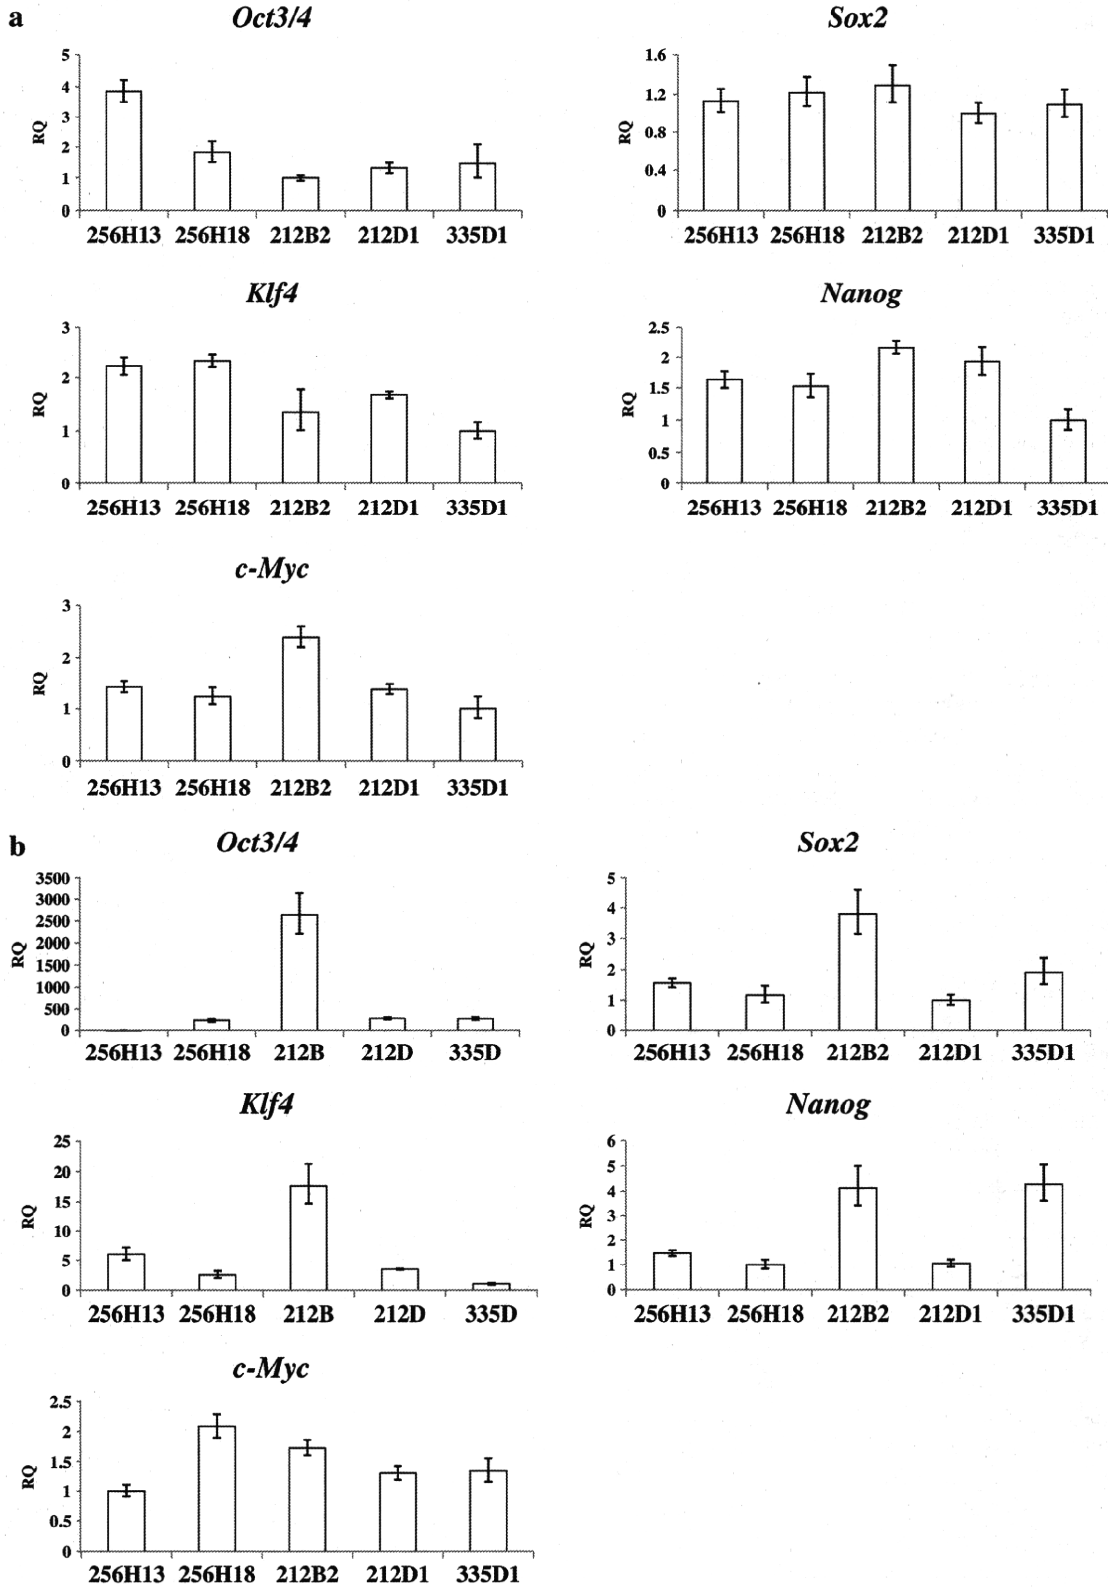 a
Oct3/4
Sox2
5
4
3
2
1
0
RQ
256H13 256H18 212B2 212D1 335D1
1.6
1.2
0.8
0.4
0
RQ
256H13 256H18 212B2 212D1 335D1
Klf4
Nanog
3
2
1
0
RQ
256H13 256H18 212B2 212D1 335D1
2.5
2
1.5
1
0.5
0
RQ
256H13 256H18 212B2 212D1 335D1
c-Myc
3
2
1
0
RQ
256H13 256H18 212B2 212D1 335D1
b
Oct3/4
Sox2
3500
3000
2500
2000
1500
1000
500
0
RQ
256H13 256H18 212B 212D 335D
5
4
3
2
1
0
RQ
256H13 256H18 212B2 212D1 335D1
Klf4
Nanog
25
20
15
10
5
0
RQ
256H13 256H18 212B 212D 335D
6
5
4
3
2
1
0
RQ
256H13 256H18 212B2 212D1 335D1
c-Myc
2.5
2
1.5
1
0.5
0
RQ
256H13 256H18 212B2 212D1 335D1